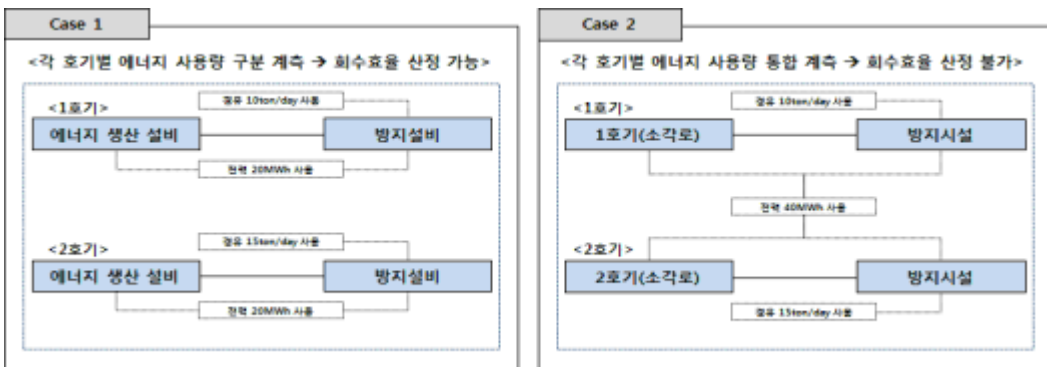 Case 1
<각 호기별 에너지 사용량 구분 계측 → 회수효율 산정 가능>
<1호기>
경유 10ton/day 사용
에너지 생산 설비
방지설비
전력 20MWh 사용
<2호기>
경유 15ton/day 사용
에너지 생산 설비
방지설비
전력 20MWh 사용
Case 2
<각 호기별 에너지 사용량 통합 계측 → 회수효율 산정 불가>
<1호기>
경유 10ton/day 사용
1호기(소각로)
방지시설
전력 40MWh 사용
<2호기>
2호기(소각로)
방지시설
경유 15ton/day 사용